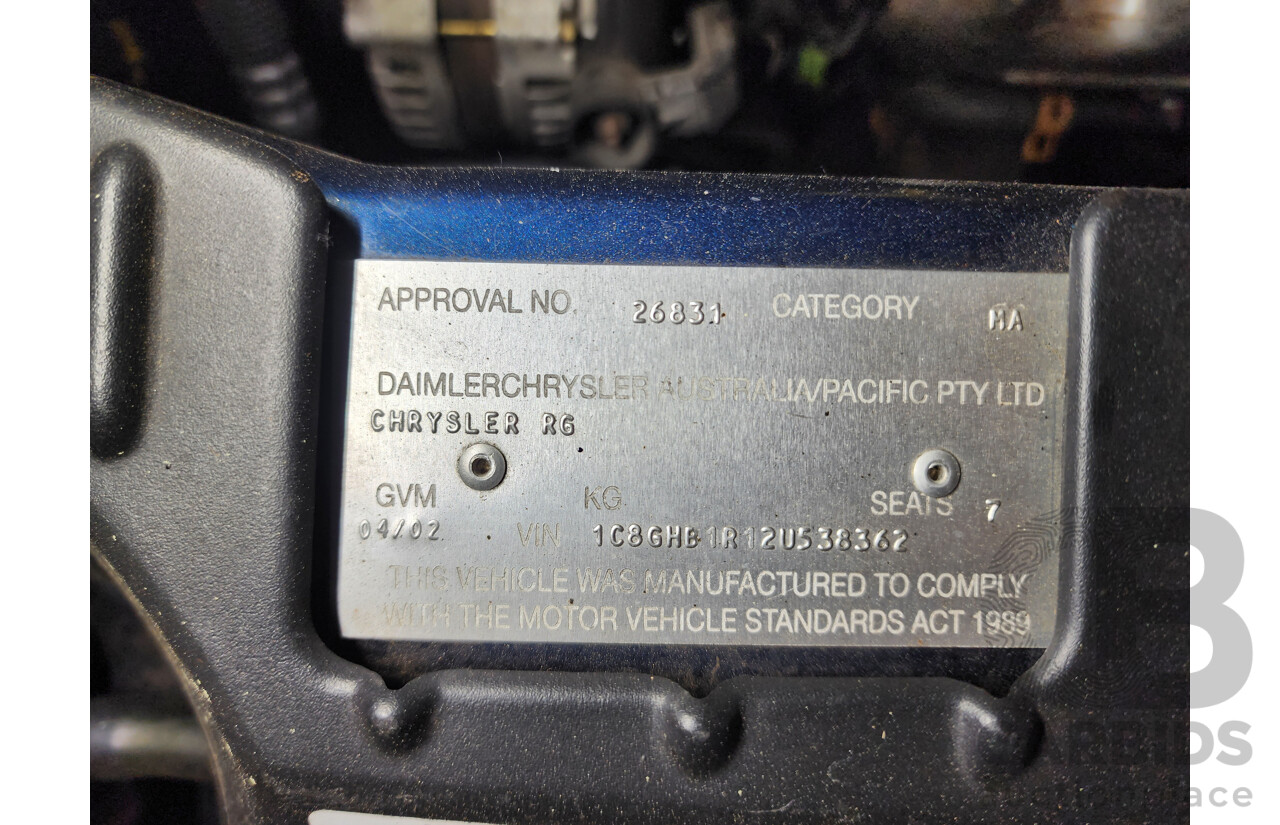 APPROVAL NO. 26831 CATEGORY MA
DAIMLERCHRYSLER AUSTRALIA/PACIFIC PTY LTD
CHRYSLER RG
GVM KG SEATS 7
04/02 VIN 1C8GHB1R12U538362
THIS VEHICLE WAS MANUFACTURED TO COMPLY
WITH THE MOTOR VEHICLE STANDARDS ACT 1989